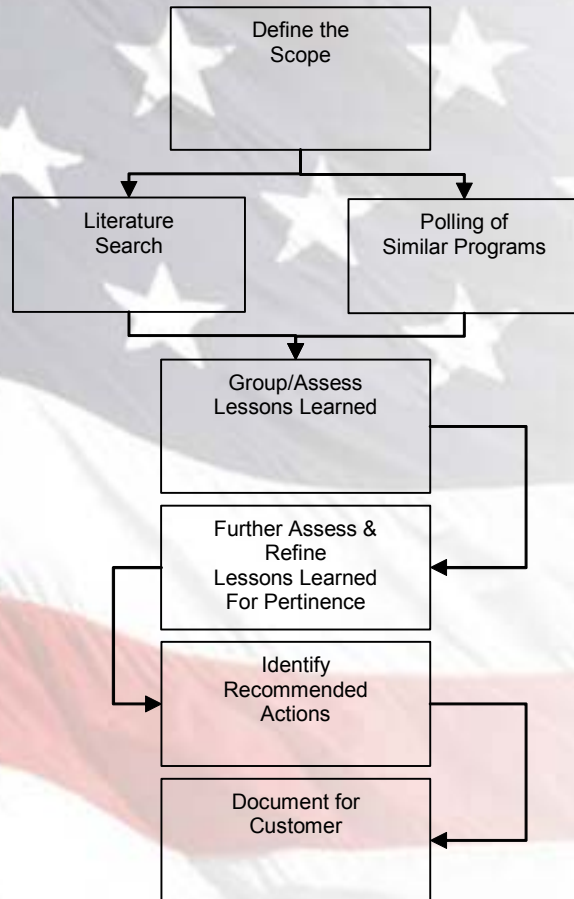 Define the
Scope
Literature
Search
Polling of
Similar Programs
Group/Assess
Lessons Learned
Further Assess &
Refine
Lessons Learned
For Pertinence
Identify
Recommended
Actions
Document for
Customer